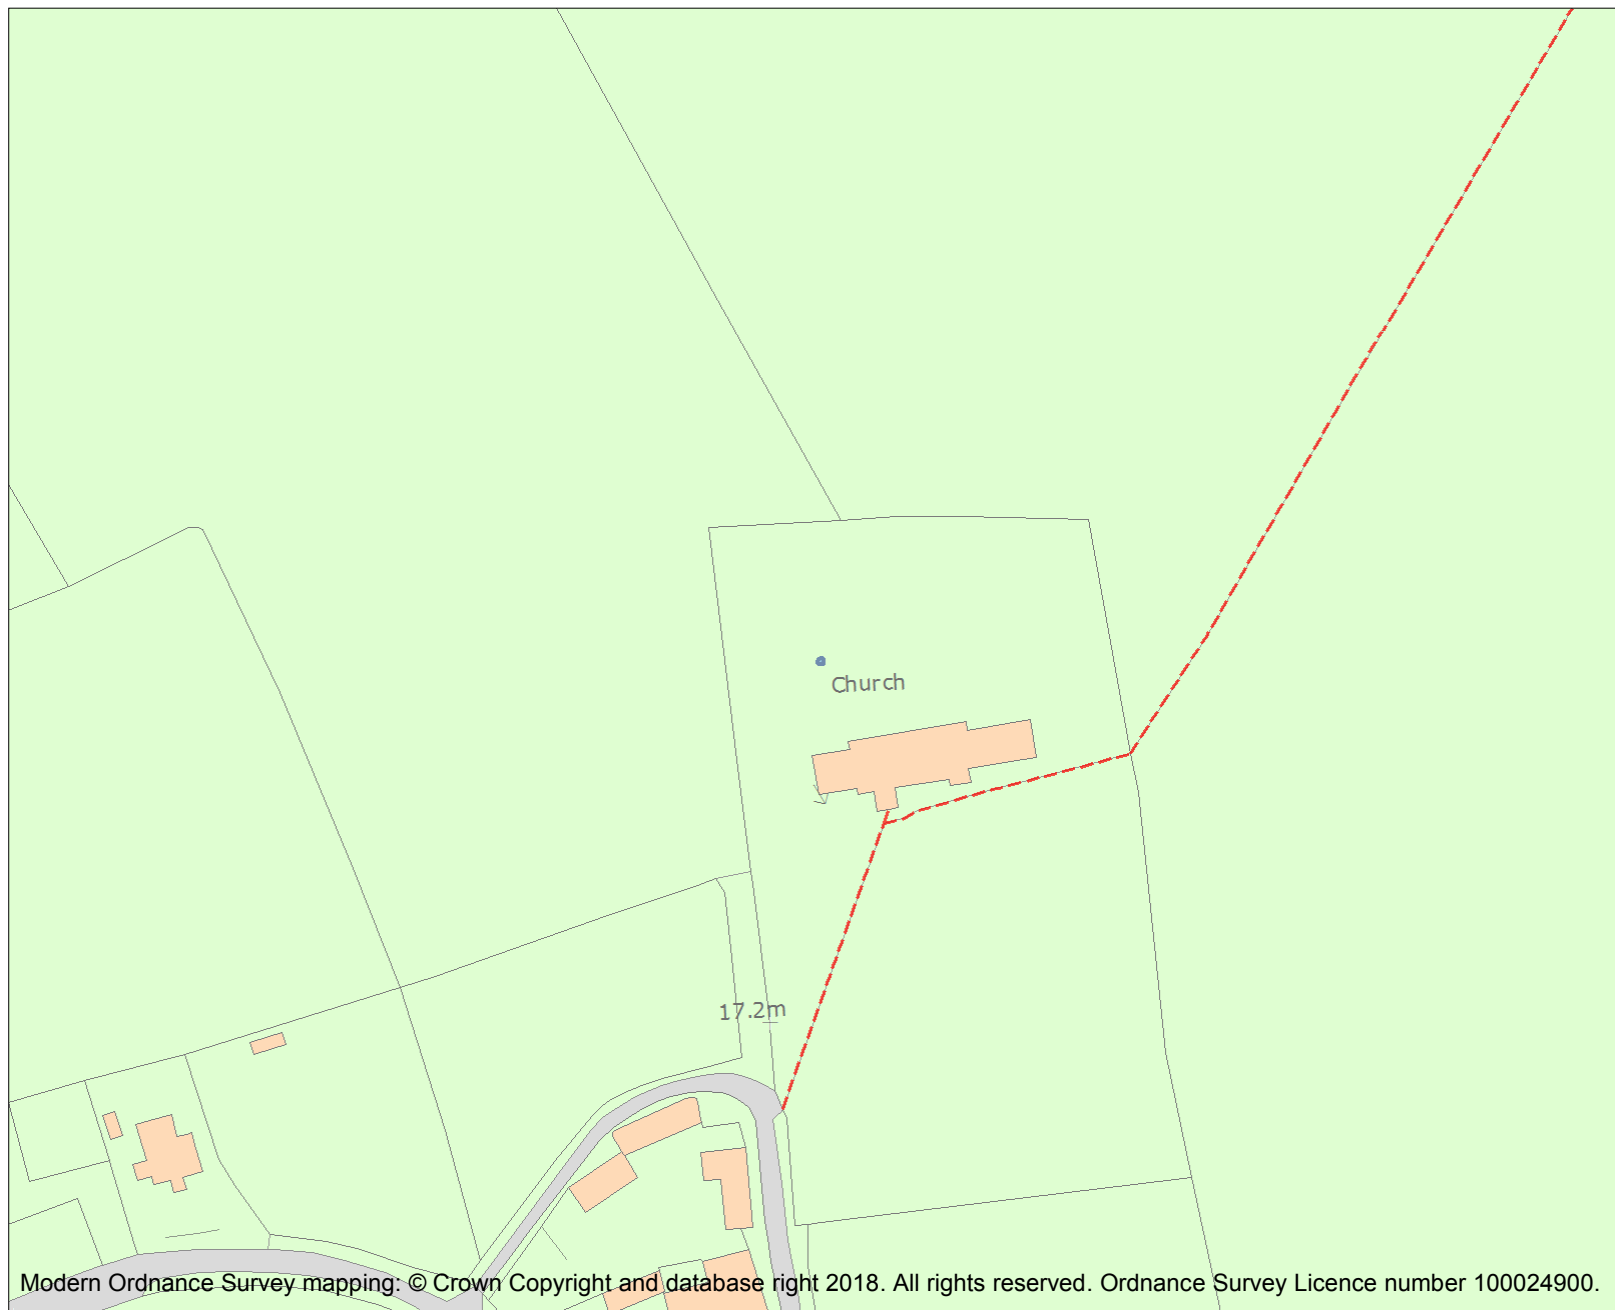 Church
17.2m
Modern Ordnance Survey mapping: © Crown Copyright and database right 2018. All rights reserved. Ordnance Survey Licence number 100024900.